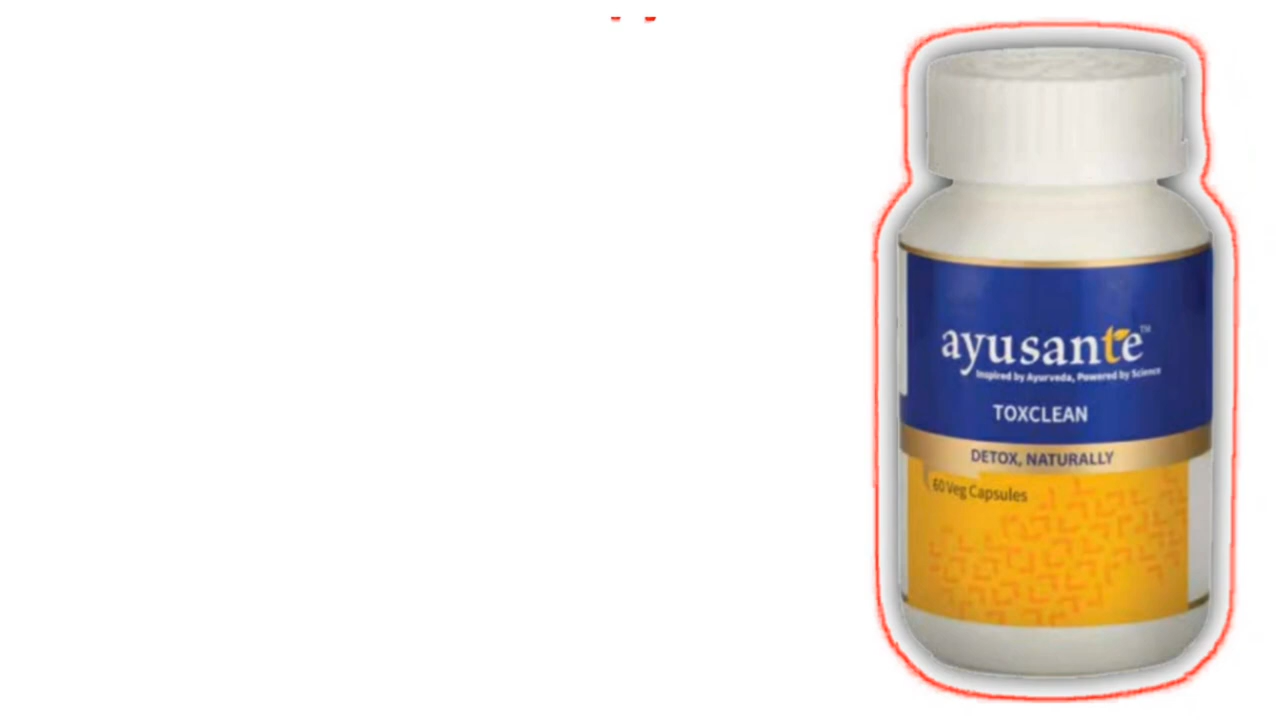 ayusante™
Inspired by Ayurveda, Powered by Science
TOXCLEAN
DETOX, NATURALLY
60 Veg Capsules